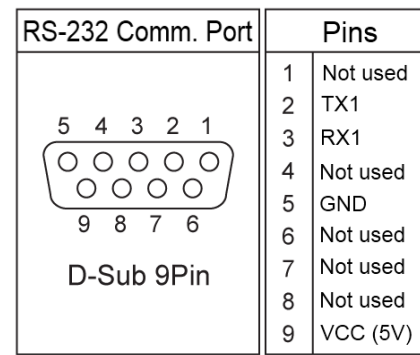 RS-232 Comm. Port
5 4 3 2 1
9 8 7 6
D-Sub 9Pin
Pins
1 Not used
2 TX1
3 RX1
4 Not used
5 GND
6 Not used
7 Not used
8 Not used
9 VCC (5V)